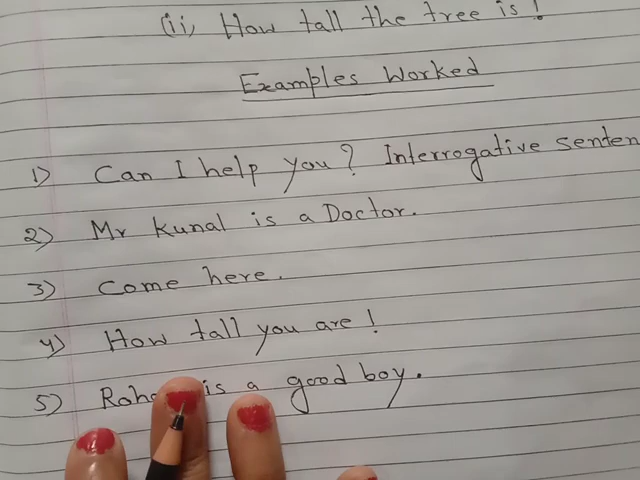 (ii) How tall the tree is!
Examples Worked
1) Can I help you? Interrogative senten
2) Mr Kunal is a Doctor.
3) Come here.
4) How tall you are!
5) is a good boy.